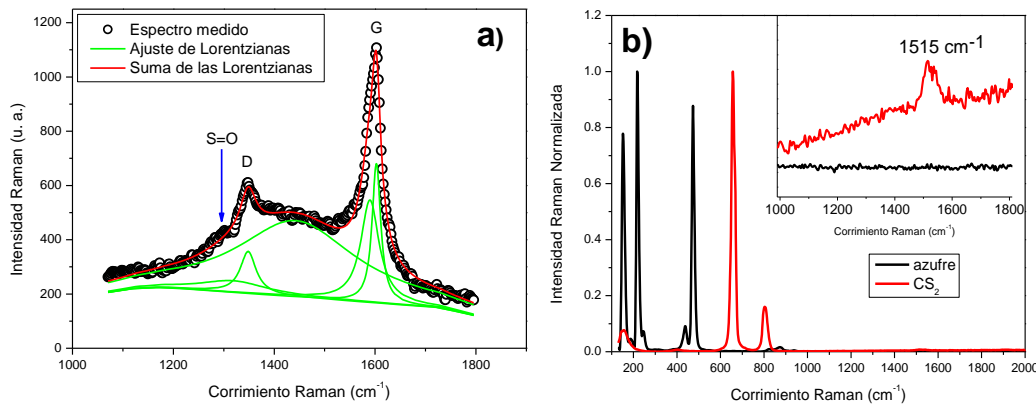 a)
Espectro medido
Ajuste de Lorentzianas
Suma de las Lorentzianas
G
S=O
D
Intensidad Raman (u. a.)
1200
1100
1000
800
600
500
400
300
200
0
1000
1200
1400
1600
1800
Corrimiento Raman (cm⁻¹)
b)
1515 cm⁻¹
1000
1200
1400
1600
1800
Corrimiento Raman (cm⁻¹)
azufre
CS₂
Intensidad Raman Normalizada
1.2
1.0
0.8
0.6
0.4
0.2
0.0
200
400
600
800
1000
1200
1400
1600
1800
2000
Corrimiento Raman (cm⁻¹)